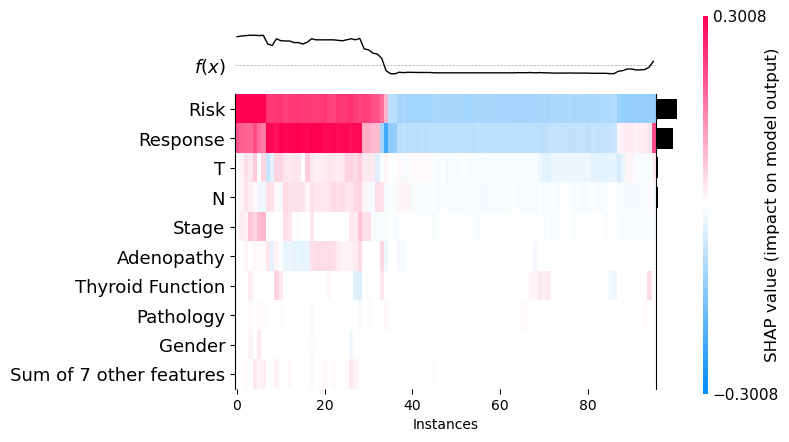 0.3008
f(x)
Risk
Response
T
N
Stage
Adenopathy
Thyroid Function
Pathology
Gender
Sum of 7 other features
0 20 40 60 80
Instances
−0.3008
SHAP value (impact on model output)